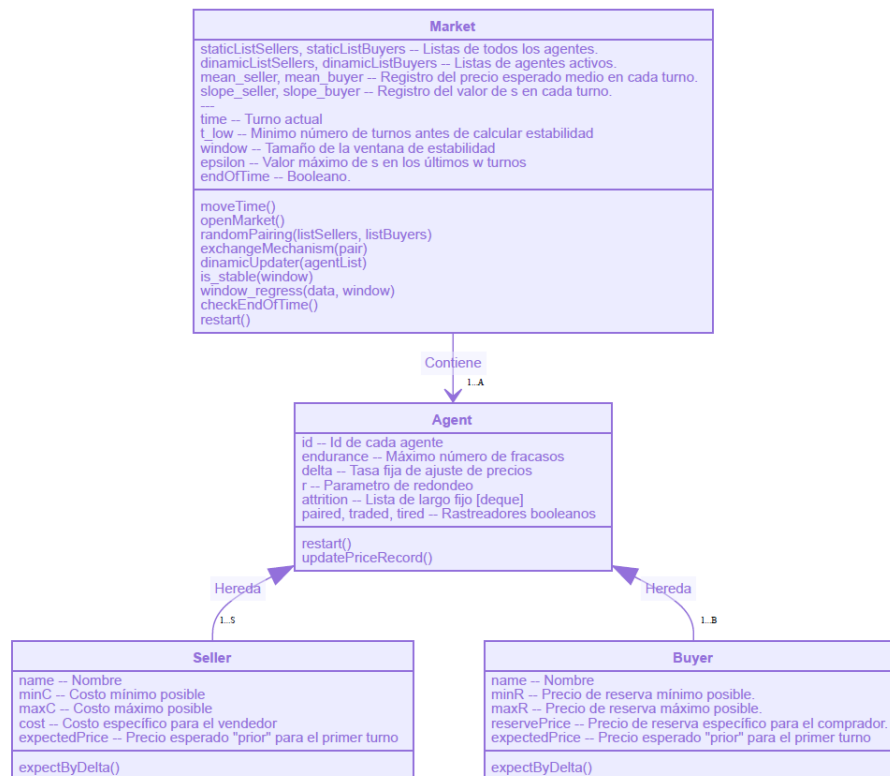 Market
staticListSellers, staticListBuyers -- Listas de todos los agentes.
dinamicListSellers, dinamicListBuyers -- Listas de agentes activos.
mean_seller, mean_buyer -- Registro del precio esperado medio en cada turno.
slope_seller, slope_buyer -- Registro del valor de s en cada turno.
---
time -- Turno actual
t_low -- Minimo número de turnos antes de calcular estabilidad
window -- Tamaño de la ventana de estabilidad
epsilon -- Valor máximo de s en los últimos w turnos
endOfTime -- Booleano.
moveTime()
openMarket()
randomPairing(listSellers, listBuyers)
exchangeMechanism(pair)
dinamicUpdater(agentList)
is_stable(window)
window_regress(data, window)
checkEndOfTime()
restart()
Contiene
1...A
Agent
id -- Id de cada agente
endurance -- Máximo número de fracasos
delta -- Tasa fija de ajuste de precios
r -- Parametro de redondeo
attrition -- Lista de largo fijo [deque]
paired, traded, tired -- Rastreadores booleanos
restart()
updatePriceRecord()
Hereda
1...S
Hereda
1...B
Seller
name -- Nombre
minC -- Costo mínimo posible
maxC -- Costo máximo posible
cost -- Costo específico para el vendedor
expectedPrice -- Precio esperado "prior" para el primer turno
expectByDelta()
Buyer
name -- Nombre
minR -- Precio de reserva mínimo posible.
maxR -- Precio de reserva máximo posible.
reservePrice -- Precio de reserva específico para el comprador.
expectedPrice -- Precio esperado "prior" para el primer turno
expectByDelta()